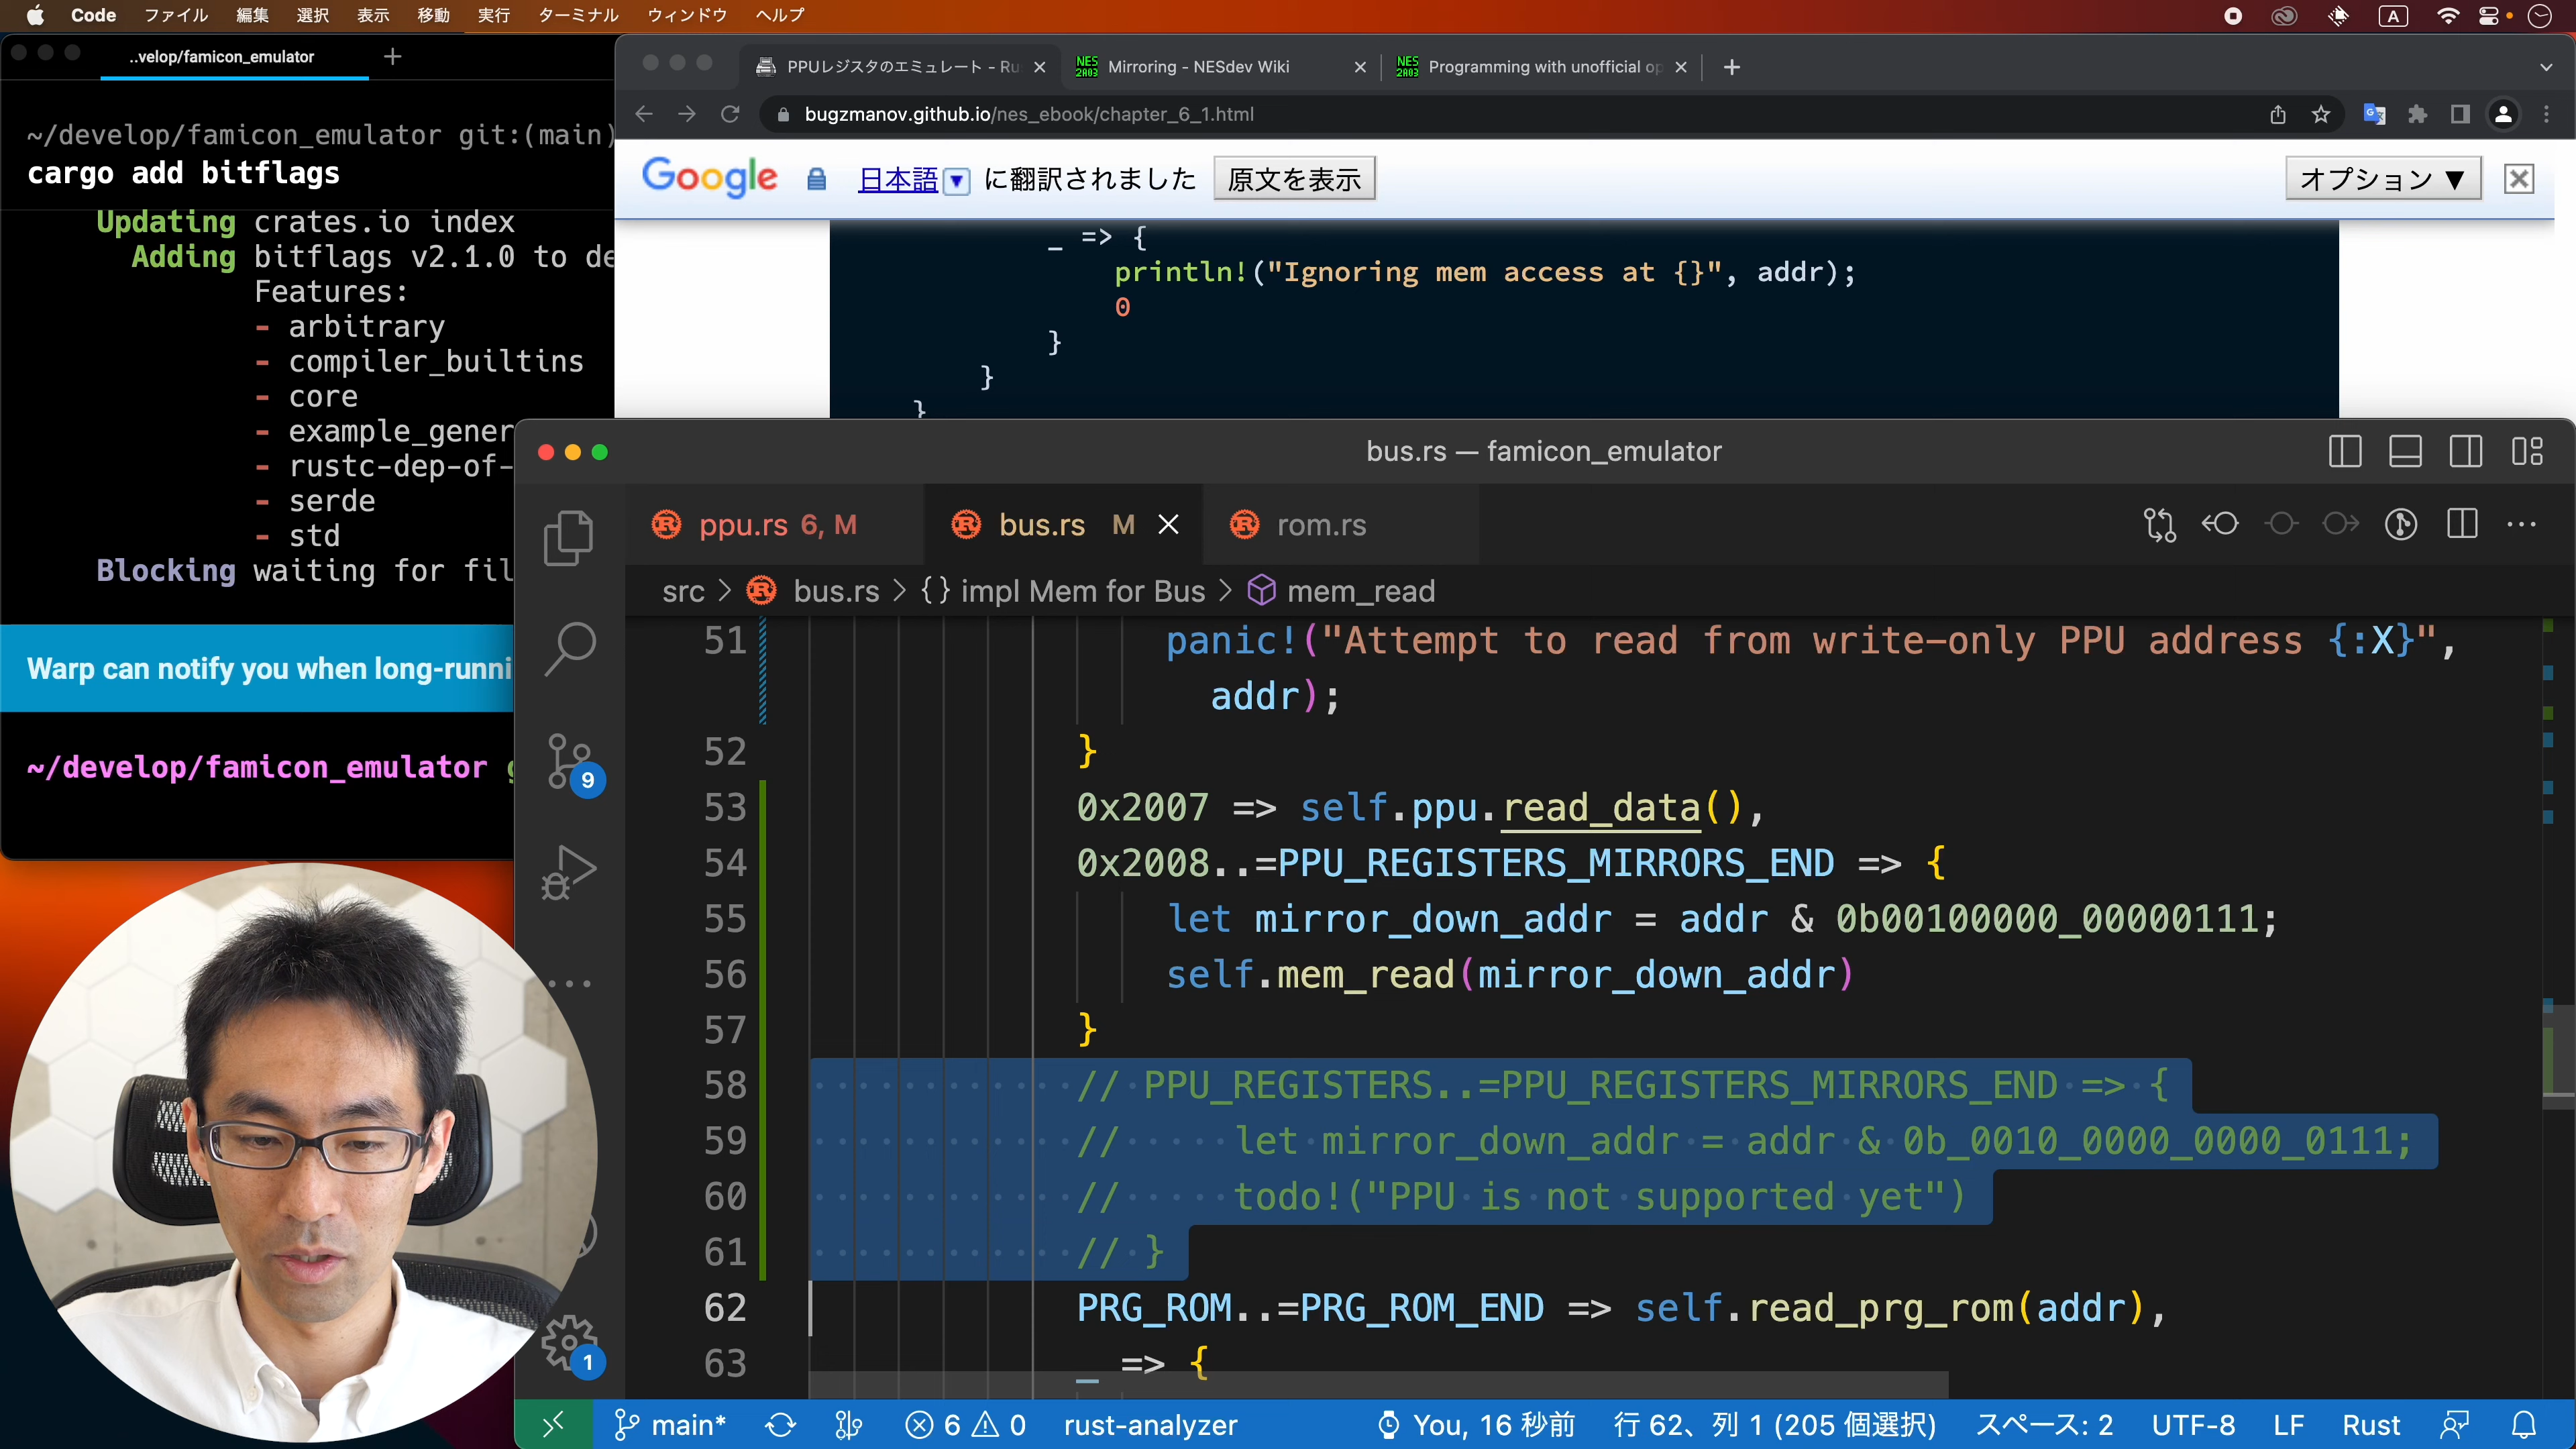 Code ファイル 編集 選択 表示 移動 実行 ターミナル ウィンドウ ヘルプ A
..velop/famicon_emulator
~/develop/famicon_emulator git:(main)
cargo add bitflags
Updating crates.io index
Adding bitflags v2.1.0 to de
Features:
- arbitrary
- compiler_builtins
- core
- example_gener
- rustc-dep-of-
- serde
- std
Blocking waiting for fil
Warp can notify you when long-runni
~/develop/famicon_emulator g
PPUレジスタのエミュレート - Ru
NES 2A03 Mirroring - NESdev Wiki
NES 2A03 Programming with unofficial op
bugzmanov.github.io/nes_ebook/chapter_6_1.html
Google 日本語 に翻訳されました 原文を表示 オプション ▼
_ => {
println!("Ignoring mem access at {}", addr);
0
}
}
}
bus.rs — famicon_emulator
ppu.rs 6, M
bus.rs M
rom.rs
src > bus.rs > {} impl Mem for Bus > mem_read
51 panic!("Attempt to read from write-only PPU address {:X}",
addr);
52 }
53 0x2007 => self.ppu.read_data(),
54 0x2008..=PPU_REGISTERS_MIRRORS_END => {
55 let mirror_down_addr = addr & 0b00100000_00000111;
56 self.mem_read(mirror_down_addr)
57 }
58 // PPU_REGISTERS..=PPU_REGISTERS_MIRRORS_END => {
59 // let mirror_down_addr = addr & 0b_0010_0000_0000_0111;
60 // todo!("PPU is not supported yet")
61 // }
62 PRG_ROM..=PRG_ROM_END => self.read_prg_rom(addr),
63 _ => {
9
1
main* 6 0 rust-analyzer You, 16 秒前 行 62、列 1 (205 個選択) スペース: 2 UTF-8 LF Rust